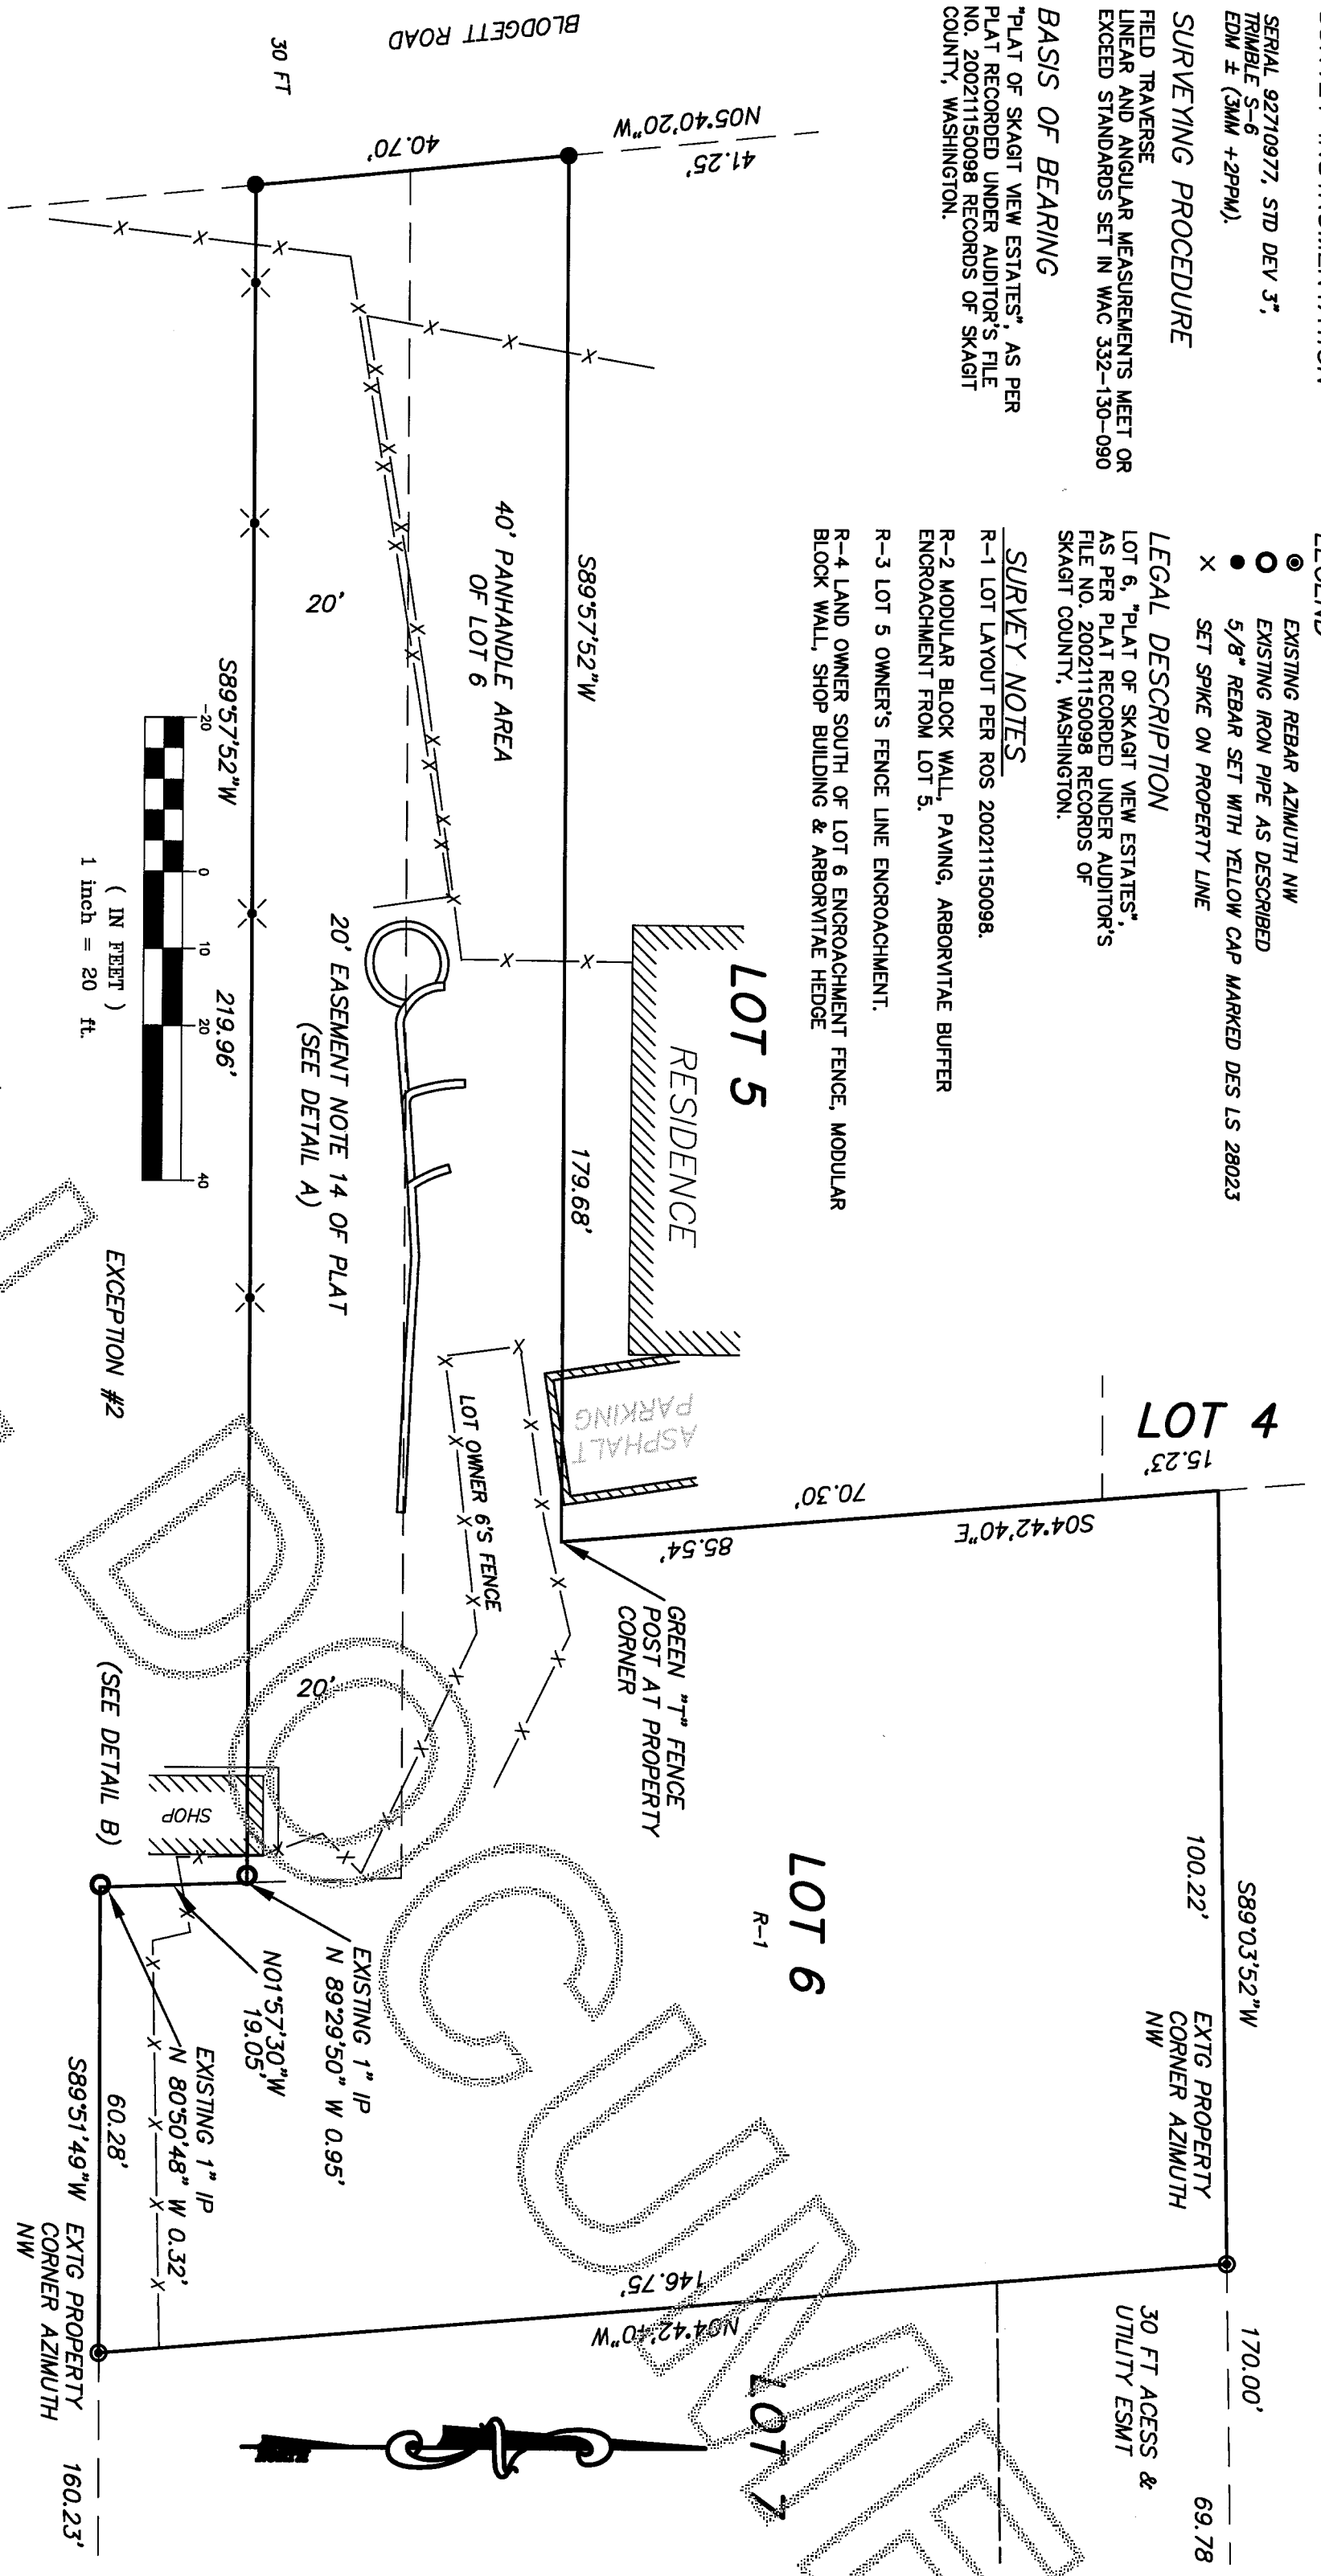 SERIAL 92710977, STD DEV 3",
TRIMBLE S-6
EDM ± (3MM +2PPM).
SURVEYING PROCEDURE
FIELD TRAVERSE
LINEAR AND ANGULAR MEASUREMENTS MEET OR
EXCEED STANDARDS SET IN WAC 332-130-090
BASIS OF BEARING
"PLAT OF SKAGIT VIEW ESTATES", AS PER
PLAT RECORDED UNDER AUDITOR'S FILE
NO. 200211150098 RECORDS OF SKAGIT
COUNTY, WASHINGTON.
EXISTING REBAR AZIMUTH NW
EXISTING IRON PIPE AS DESCRIBED
5/8" REBAR SET WITH YELLOW CAP MARKED DES LS 28023
X SET SPIKE ON PROPERTY LINE
LEGAL DESCRIPTION
LOT 6, "PLAT OF SKAGIT VIEW ESTATES",
AS PER PLAT RECORDED UNDER AUDITOR'S
FILE NO. 200211150098 RECORDS OF
SKAGIT COUNTY, WASHINGTON.
SURVEY NOTES
R-1 LOT LAYOUT PER ROS 200211150098.
R-2 MODULAR BLOCK WALL, PAVING, ARBORVITAE BUFFER
ENCROACHMENT FROM LOT 5.
R-3 LOT 5 OWNER'S FENCE LINE ENCROACHMENT.
R-4 LAND OWNER SOUTH OF LOT 6 ENCROACHMENT FENCE, MODULAR
BLOCK WALL, SHOP BUILDING & ARBORVITAE HEDGE
BLODGETT ROAD
30 FT
40.70'
N05°40'20"W
41.25'
S89°57'52"W
179.68'
40' PANHANDLE AREA
OF LOT 6
20'
S89°57'52"W
219.96'
-20 0 10 20 40
( IN FEET )
1 inch = 20 ft.
20' EASEMENT NOTE 14 OF PLAT
(SEE DETAIL A)
EXCEPTION #2
LOT 5
RESIDENCE
ASPHALT
PARKING
LOT OWNER 6'S FENCE
LOT 4
15.23'
70.30'
S04°42'40"E
85.54'
GREEN "T" FENCE
POST AT PROPERTY
CORNER
20'
SHOP
(SEE DETAIL B)
LOT 6
R-1
S89°03'52"W
100.22'
EXTG PROPERTY
CORNER AZIMUTH
NW
EXISTING 1" IP
N 89°29'50" W 0.95'
N01°57'30"W
19.05'
EXISTING 1" IP
N 80°50'48" W 0.32'
60.28'
S89°51'49"W
EXTG PROPERTY
CORNER AZIMUTH
NW
160.23'
146.75'
N04°42'40"W
LOT 7
30 FT ACESS &
UTILITY ESMT
170.00'
69.78
DOCUME